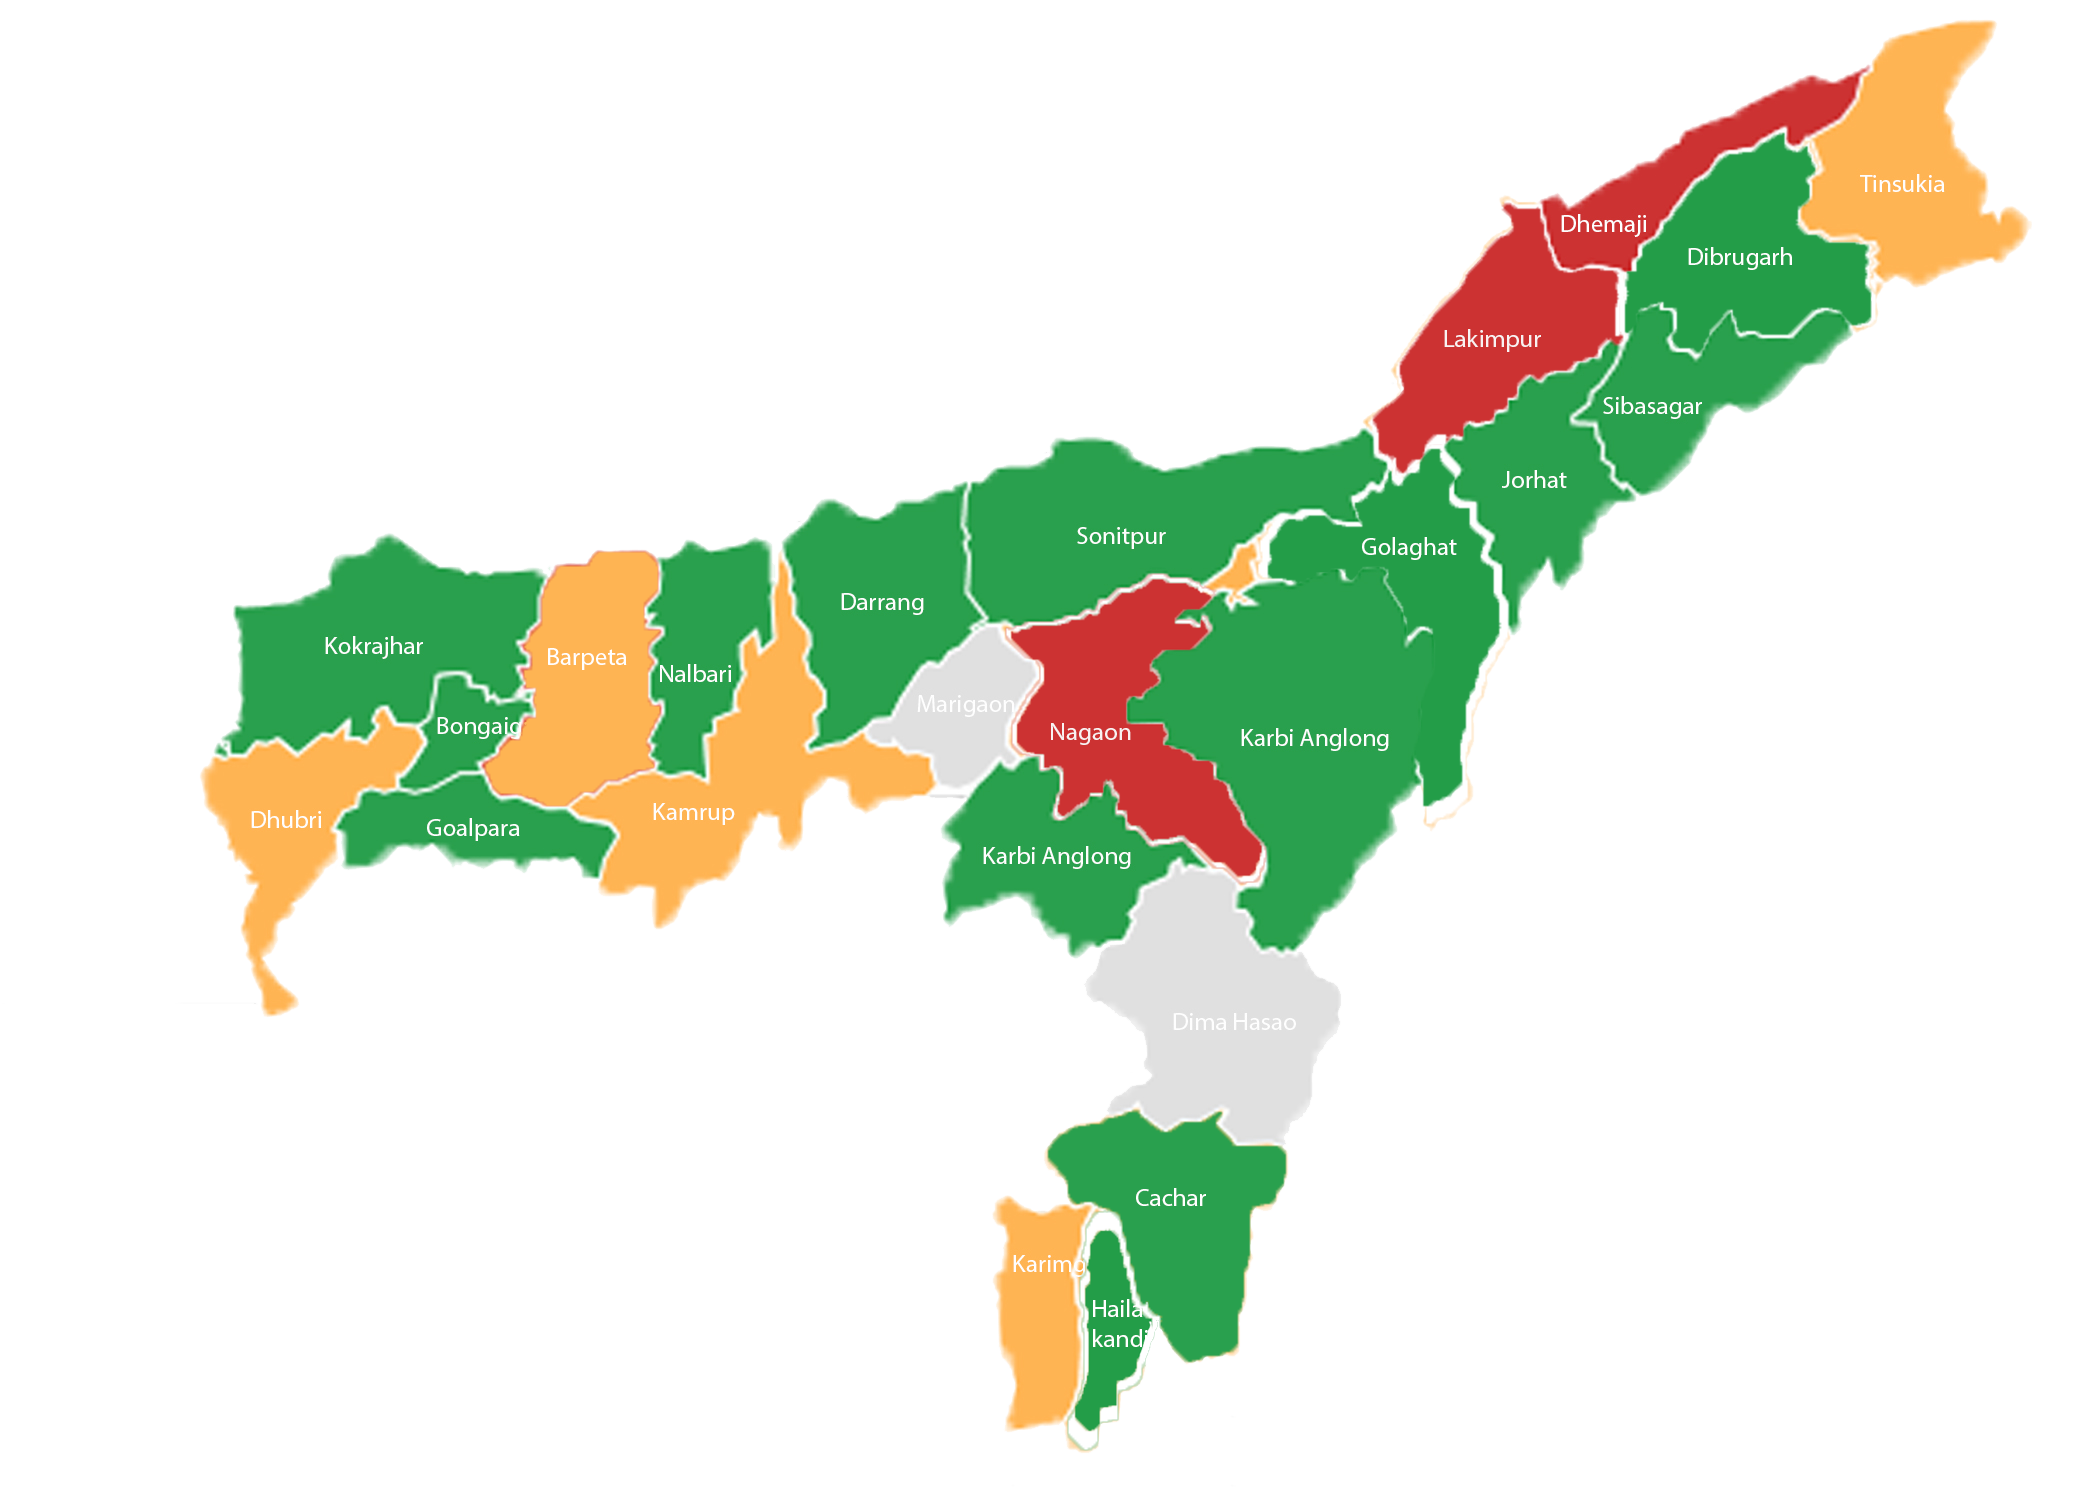 Tinsukia
Dhemaji
Dibrugarh
Lakimpur
Sibasagar
Jorhat
Sonitpur
Golaghat
Darrang
Kokrajhar
Barpeta
Nalbari
Marigaon
Bongaig
Nagaon
Karbi Anglong
Dhubri
Kamrup
Goalpara
Karbi Anglong
Dima Hasao
Cachar
Karimg
Haila
kandi